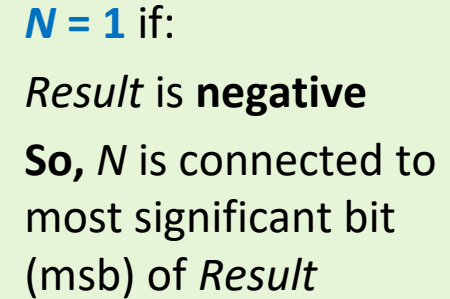 N = 1 if:
Result is negative
So, N is connected to
most significant bit
(msb) of Result